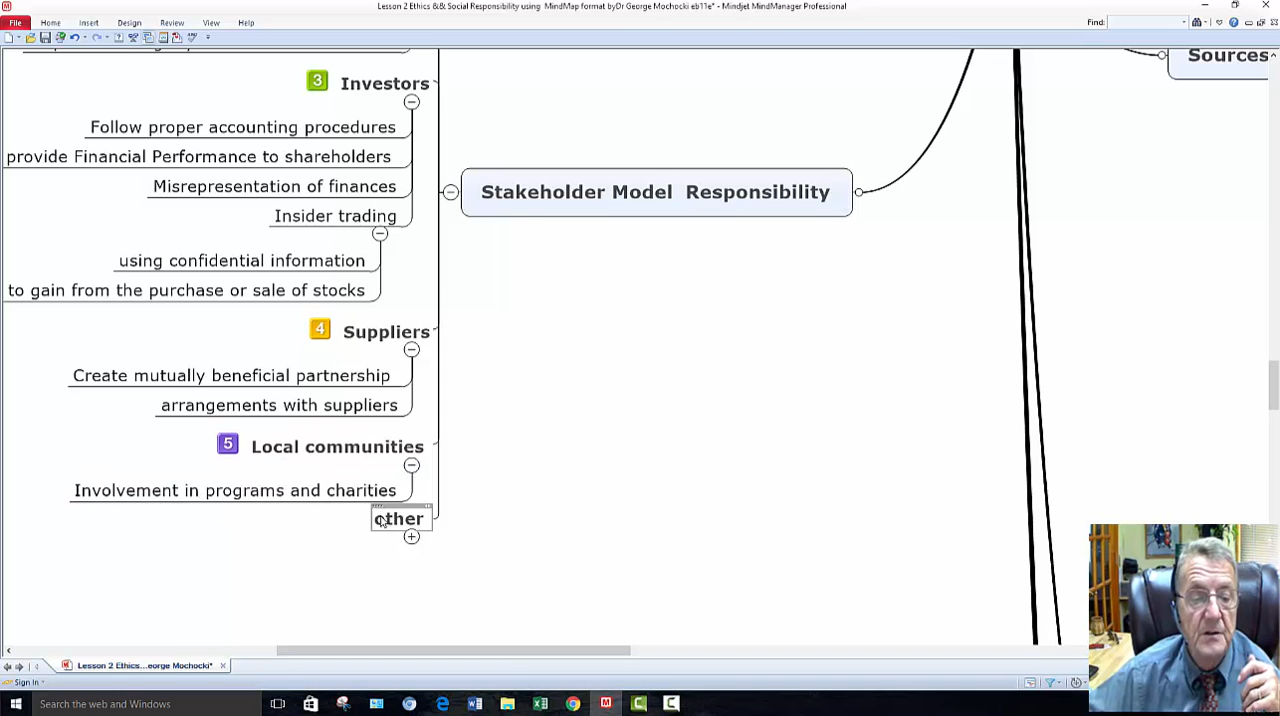 Lesson 2 Ethics && Social Responsibility using MindMap format byDr George Mochocki eb11e* - Mindjet MindManager Professional
File Home Insert Design Review View Help Find:
Sources
3 Investors
Follow proper accounting procedures
provide Financial Performance to shareholders
Misrepresentation of finances
Insider trading
using confidential information
to gain from the purchase or sale of stocks
Stakeholder Model Responsibility
4 Suppliers
Create mutually beneficial partnership
arrangements with suppliers
5 Local communities
Involvement in programs and charities
other
Lesson 2 Ethics...eorge Mochocki*
Sign In
Search the web and Windows